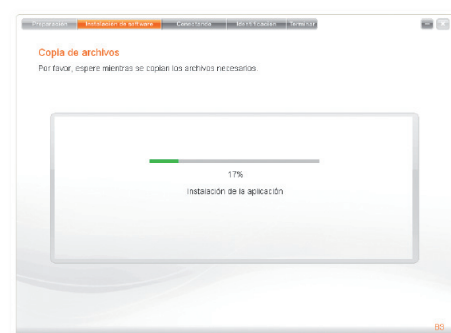 Preparación Instalación de software Conectando Identificación Terminar
Copia de archivos
Por favor, espere mientras se copian los archivos necesarios.
17%
Instalación de la aplicación